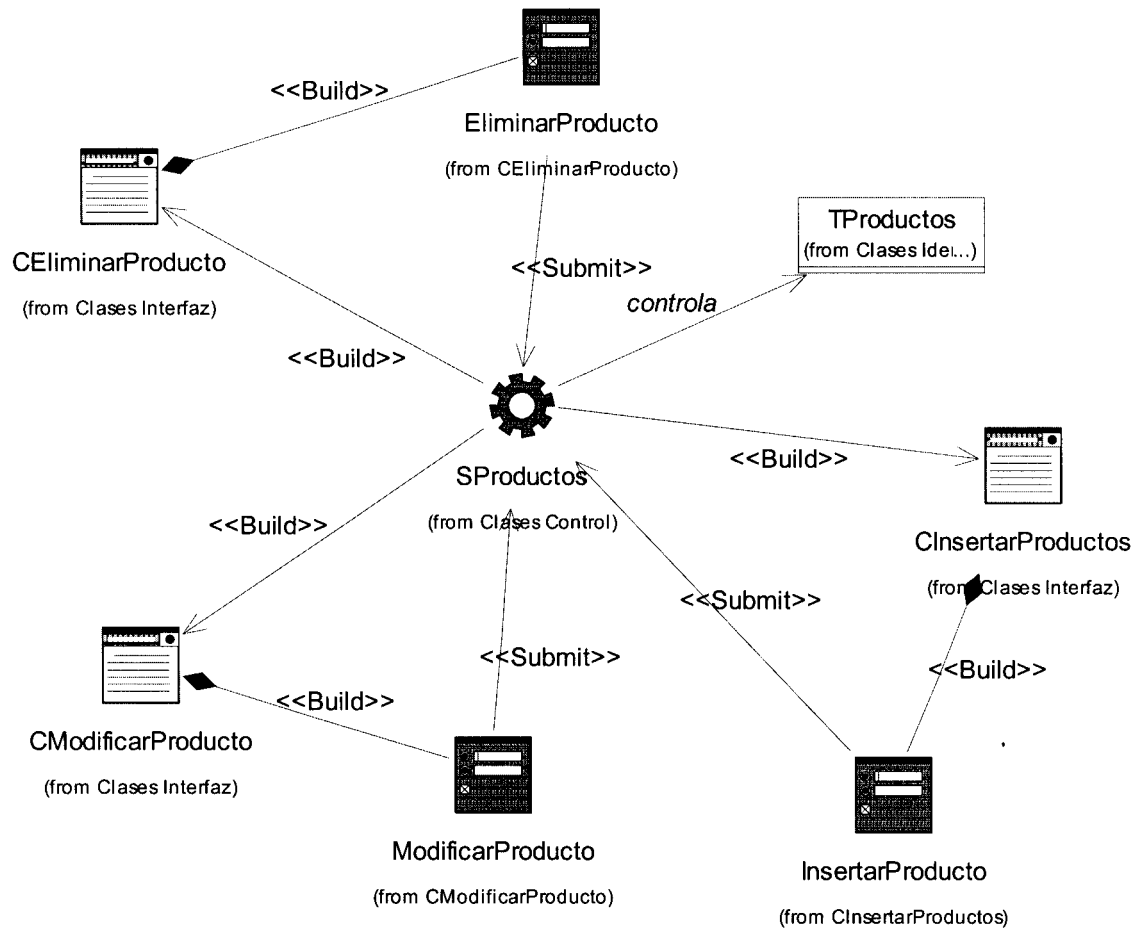 <<Build>>
EliminarProducto
(from CEliminarProducto)
CEliminarProducto
(from Clases Interfaz)
<<Submit>>
TProductos
(from Clases Ide...)
controla
<<Build>>
SProductos
(from Clases Control)
<<Build>>
CInsertarProductos
(from Clases Interfaz)
<<Build>>
<<Submit>>
<<Submit>>
<<Build>>
<<Build>>
CModificarProducto
(from Clases Interfaz)
ModificarProducto
(from CModificarProducto)
InsertarProducto
(from CInsertarProductos)